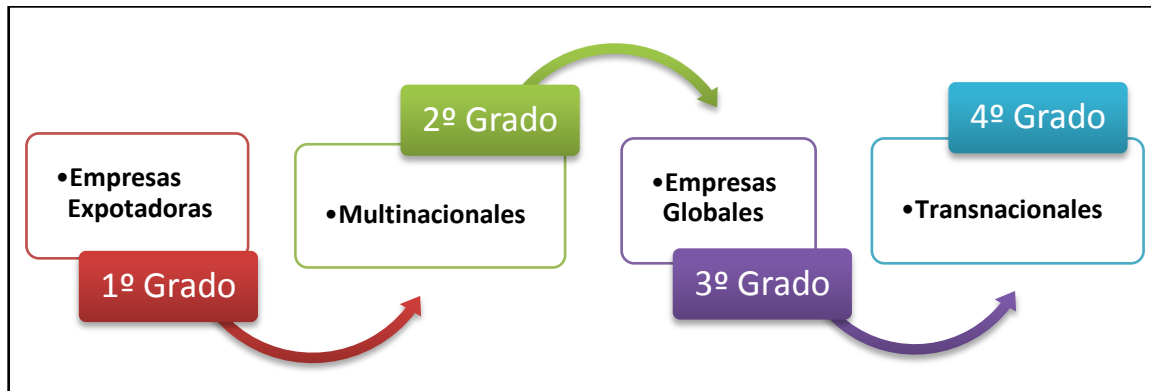 •Empresas
Expotadoras
1º Grado
2º Grado
•Multinacionales
•Empresas
Globales
3º Grado
4º Grado
•Transnacionales